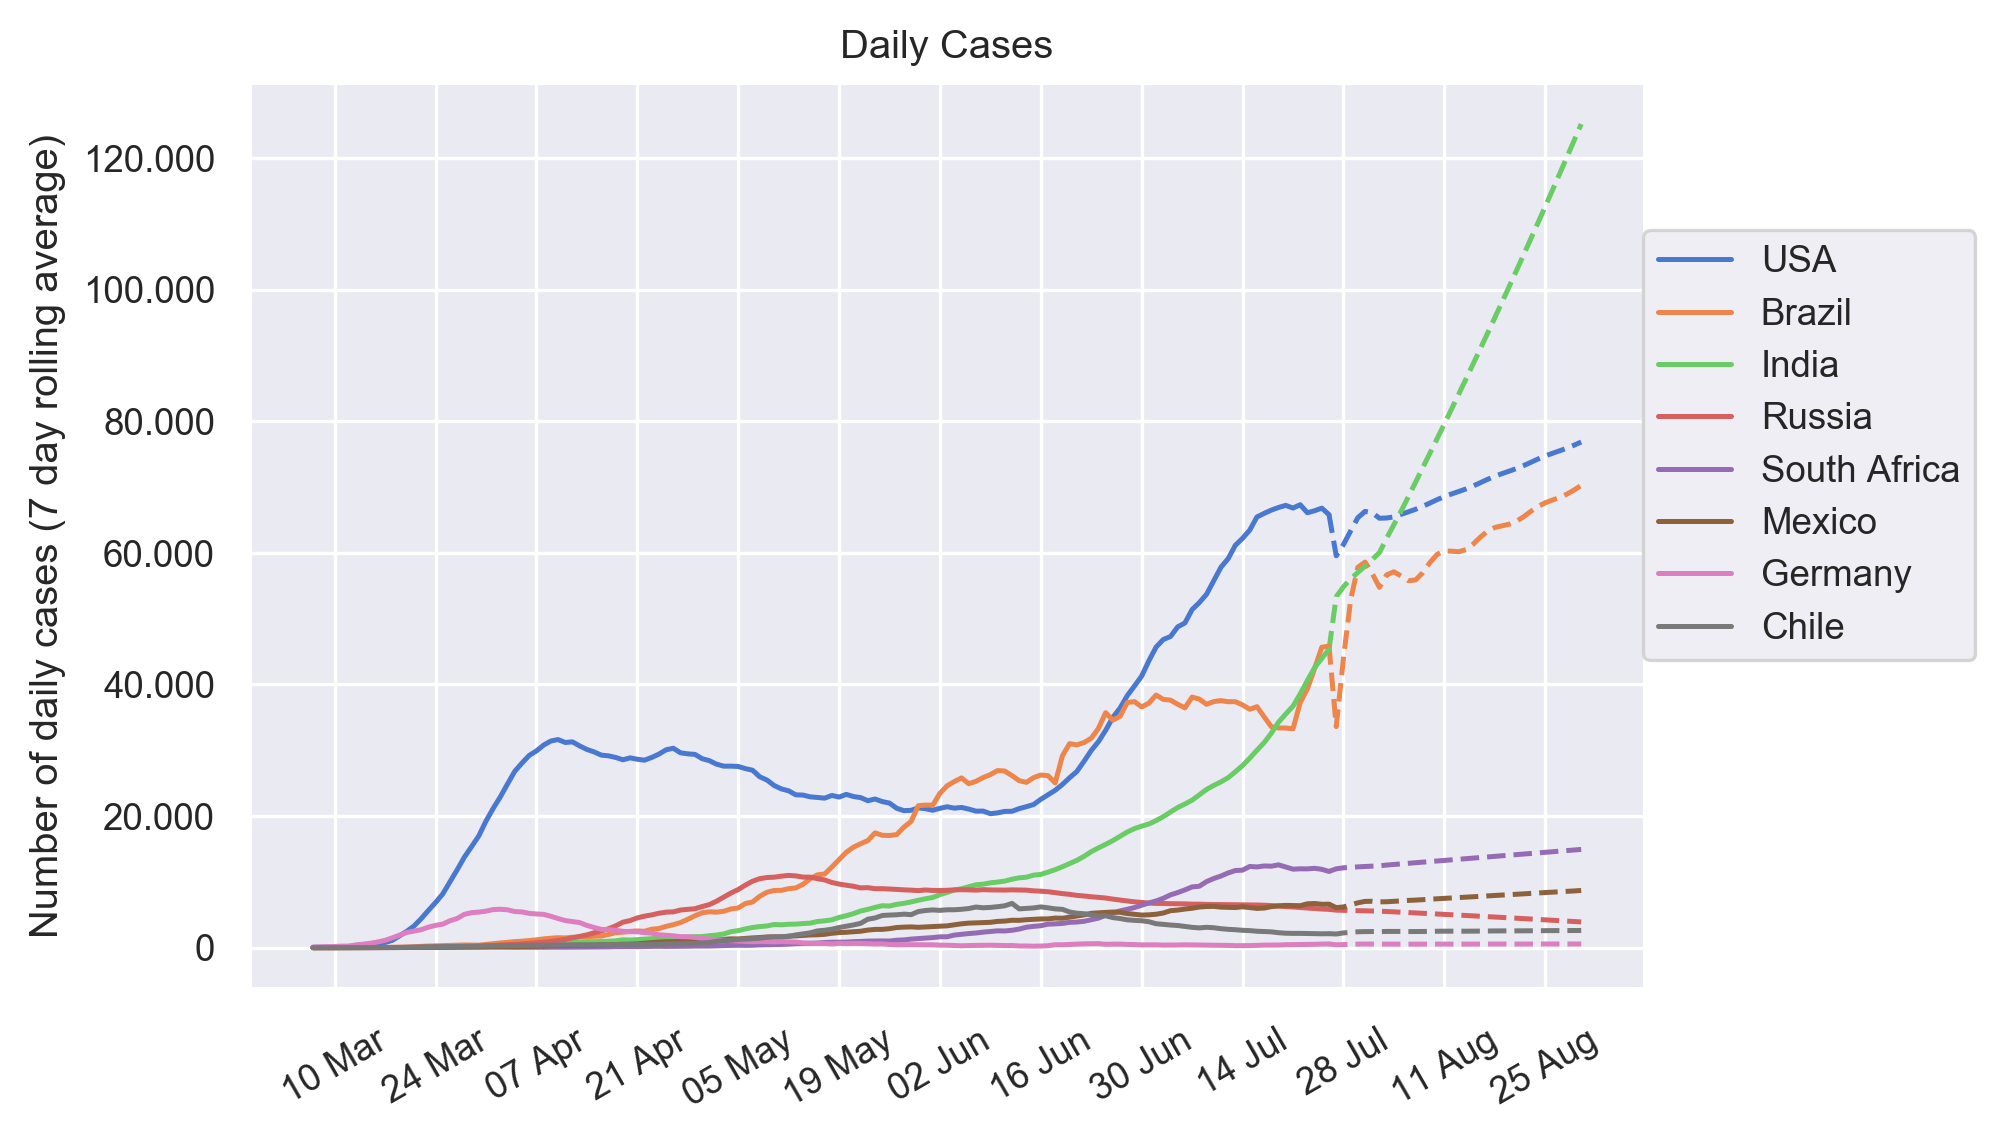 Daily Cases
Number of daily cases (7 day rolling average)
120.000
100.000
80.000
60.000
40.000
20.000
0
10 Mar
24 Mar
07 Apr
21 Apr
05 May
19 May
02 Jun
16 Jun
30 Jun
14 Jul
28 Jul
11 Aug
25 Aug
USA
Brazil
India
Russia
South Africa
Mexico
Germany
Chile